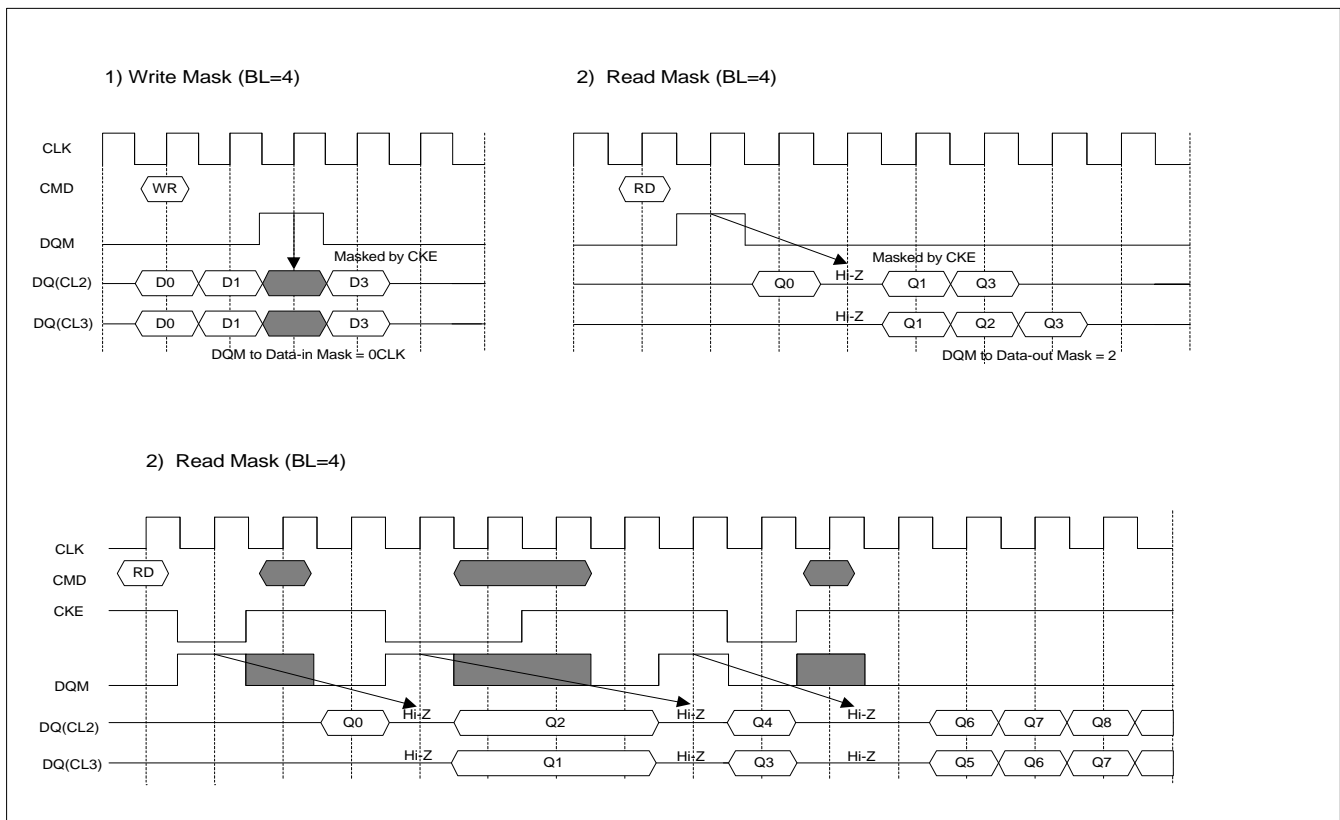 1) Write Mask (BL=4)
2) Read Mask (BL=4)
CLK
CMD
WR
DQM
Masked by CKE
DQ(CL2)
D0
D1
D3
DQ(CL3)
D0
D1
D3
DQM to Data-in Mask = 0CLK
RD
Masked by CKE
Hi-Z
Q0
Q1
Q3
Hi-Z
Q1
Q2
Q3
DQM to Data-out Mask = 2
2) Read Mask (BL=4)
CLK
CMD
RD
CKE
DQM
DQ(CL2)
Q0
Hi-Z
Q2
Hi-Z
Q4
Hi-Z
Q6
Q7
Q8
DQ(CL3)
Hi-Z
Q1
Hi-Z
Q3
Hi-Z
Q5
Q6
Q7